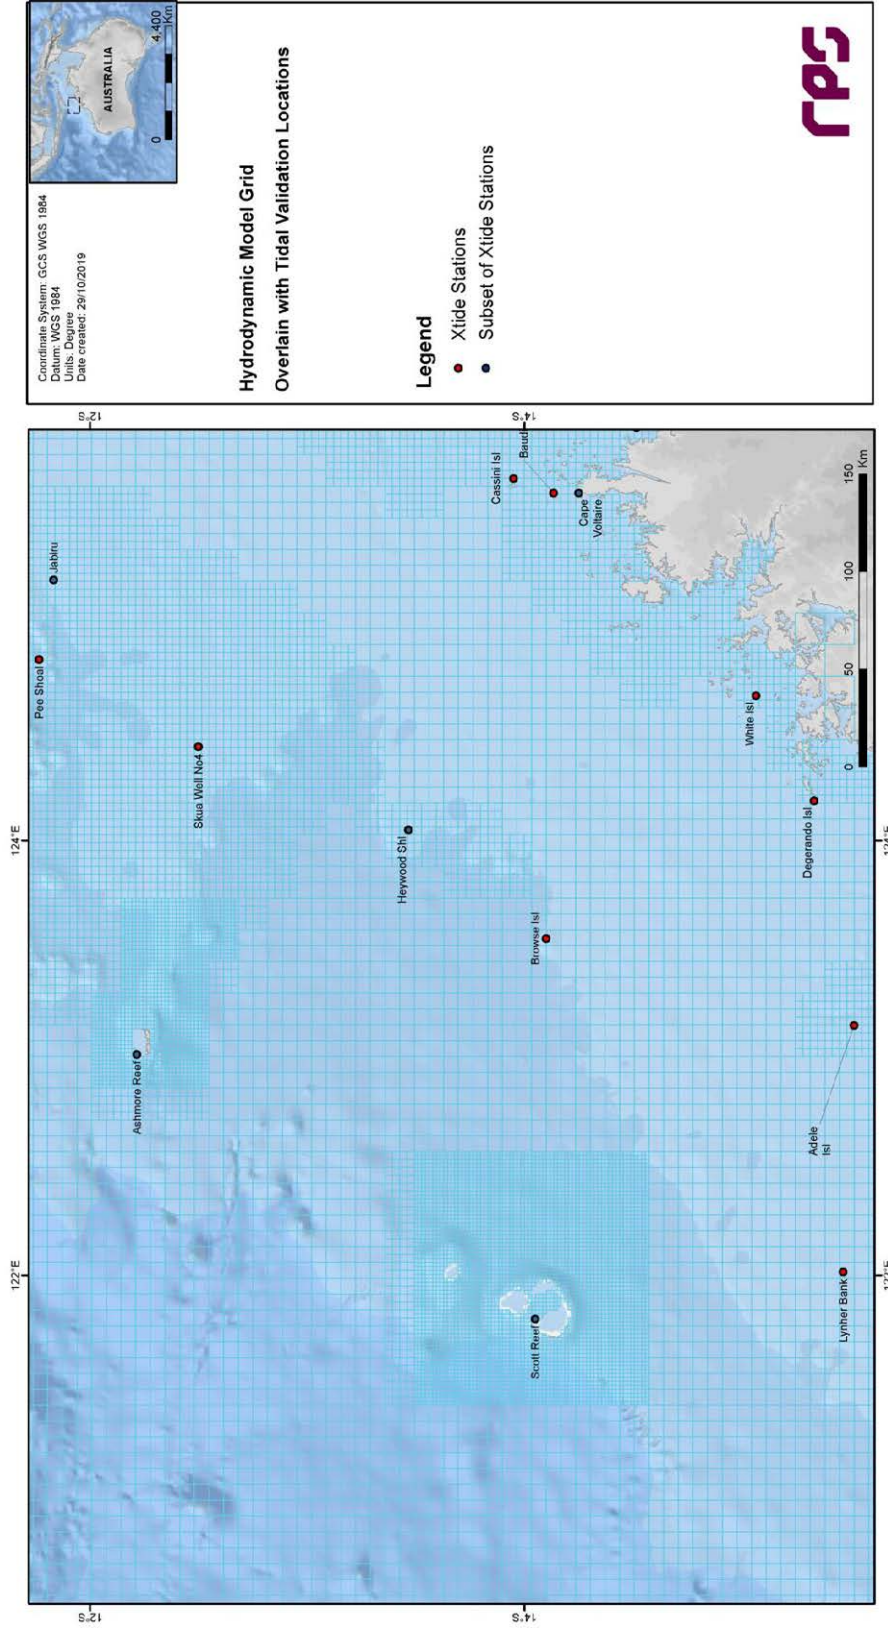 Coordinate System: GCS WGS 1984
Datum: WGS 1984
Units: Degree
Date created: 29/10/2019
AUSTRALIA
0
4,400
Km
Hydrodynamic Model Grid
Overlain with Tidal Validation Locations
Legend
Xtide Stations
Subset of Xtide Stations
rps
122°E
124°E
12°S
12°S
14°S
14°S
Pee Shoal
Jabiru
Skua Well No4
Ashmore Reef
Heywood Shl
Cassini Isl
Baud
Cape
Voltaire
Browse Isl
Scott Reef
White Isl
Degerando Isl
Adele
Isl
Lynher Bank
0
50
100
150
Km